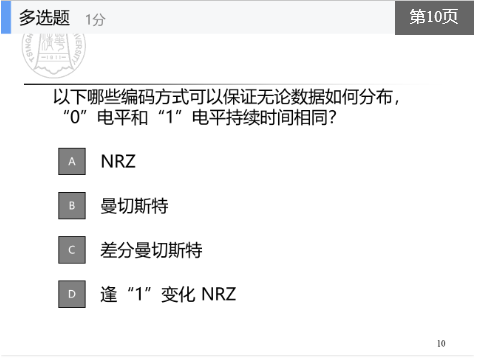 多选题 1分
第10页
以下哪些编码方式可以保证无论数据如何分布，
“0”电平和“1”电平持续时间相同？
A NRZ
B 曼切斯特
C 差分曼切斯特
D 逢“1”变化 NRZ
10